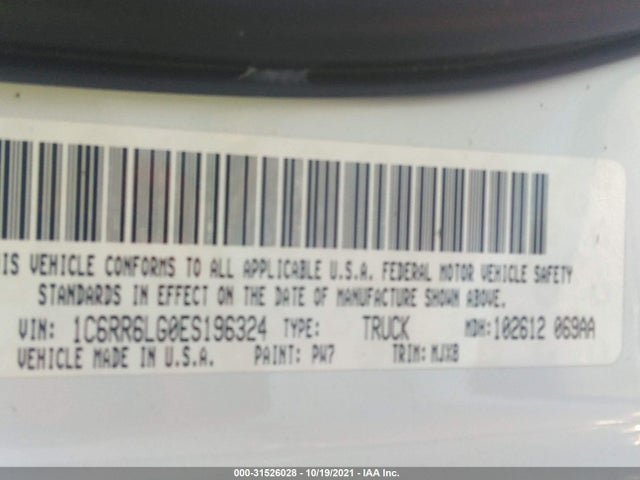 IS VEHICLE CONFORMS TO ALL APPLICABLE U.S.A. FEDERAL MOTOR VEHICLE SAFETY
STANDARDS IN EFFECT ON THE DATE OF MANUFACTURE SHOWN ABOVE.
VIN: 1C6RR6LG0ES196324 TYPE: TRUCK MDH:102612 069AA
VEHICLE MADE IN U.S.A. PAINT: PW7 TRIM: MJX8
000-31526028 - 10/19/2021 - IAA Inc.